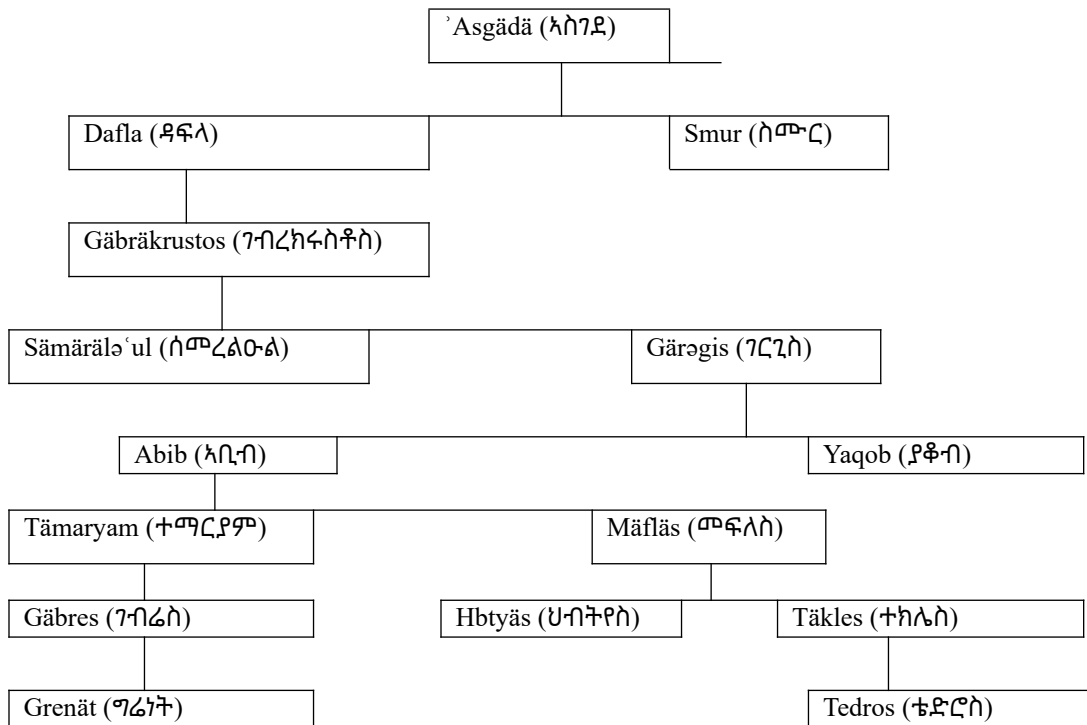 ʾAsgädä (ኣስገደ)
Dafla (ዳፍላ)
Smur (ስሙር)
Gäbräkrustos (ገብረክሩስቶስ)
Sämäräləʿul (ሰመረልዑል)
Gärəgis (ገርጊስ)
Abib (ኣቢብ)
Yaqob (ያቆብ)
Tämaryam (ተማርያም)
Mäfläs (መፍለስ)
Gäbres (ገብሬስ)
Hbtyäs (ህብትየስ)
Täkles (ተክሌስ)
Grenät (ግሬነት)
Tedros (ቴድሮስ)